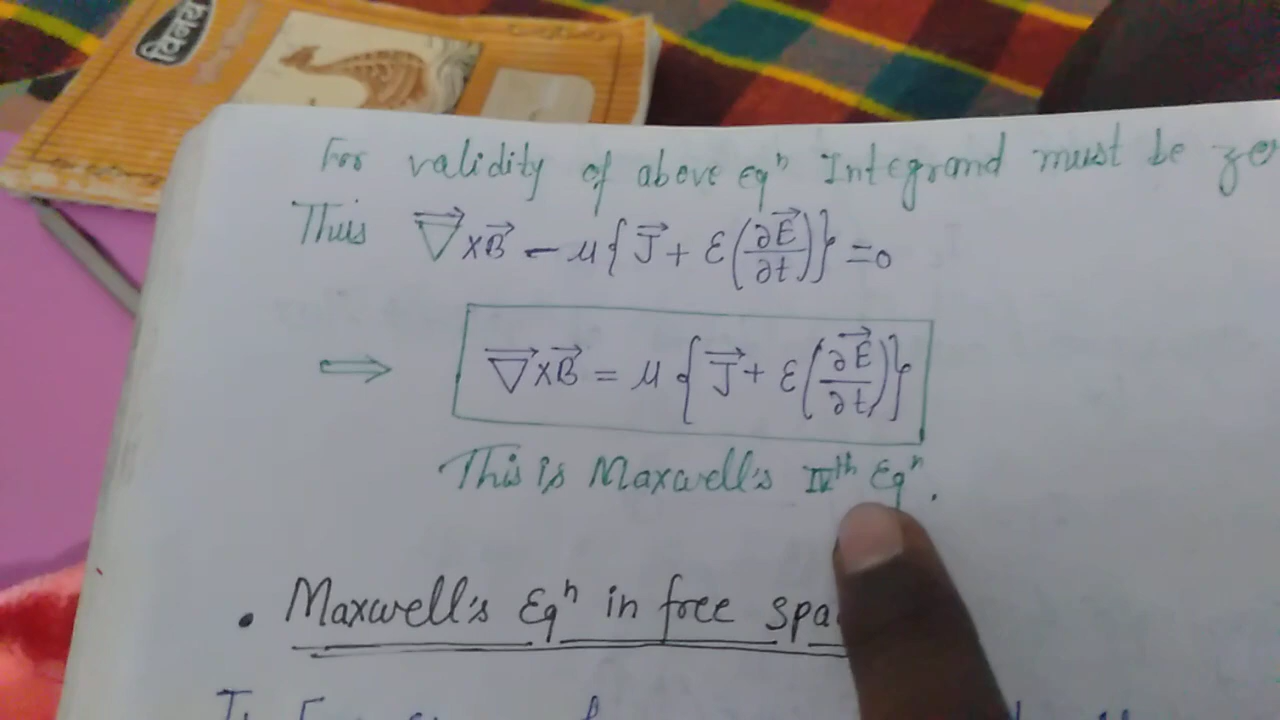 विनय
For validity of above eqⁿ Integrand must be ze
Thus ∇⃗×B⃗ - μ{J⃗ + ε(∂E⃗/∂t)} = 0
⇒ ∇⃗×B⃗ = μ{J⃗ + ε(∂E⃗/∂t)}
This is Maxwell's IVth Eqⁿ.
• Maxwell's Eqⁿ in free spa